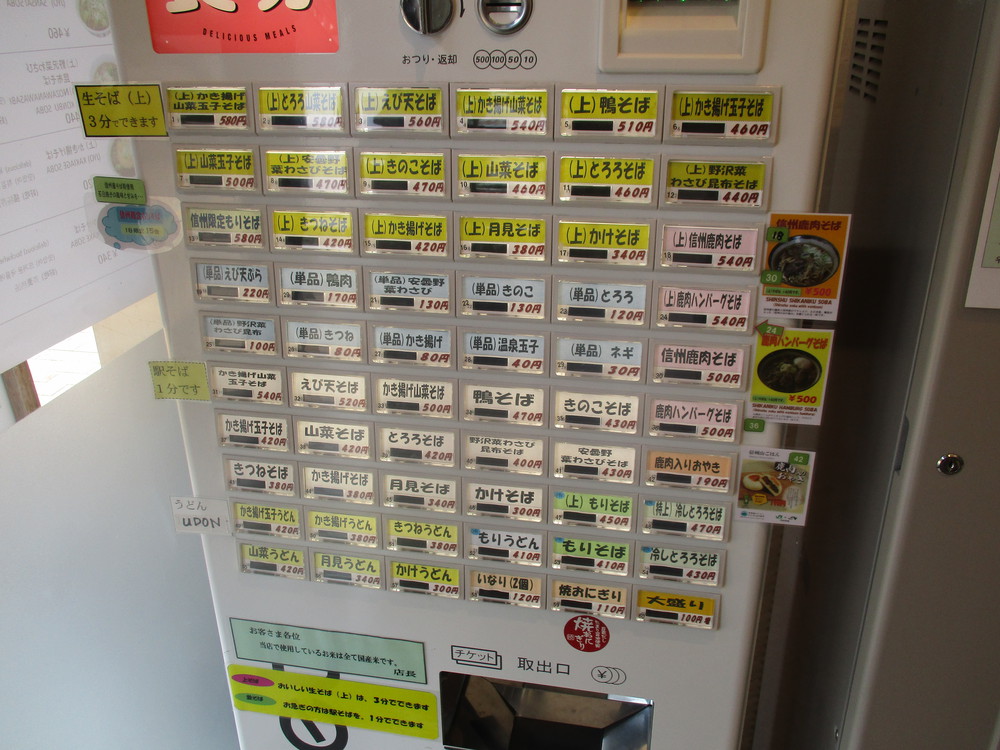 DELICIOUS MEALS
おつり・返却
500 100 50 10
生そば（上）
3分でできます
(上)かき揚げ
山菜玉子そば
580円
(上)とろろ山菜そば
580円
(上)えび天そば
560円
(上)かき揚げ山菜そば
540円
(上)鴨そば
510円
(上)かき揚げ玉子そば
460円
(上)山菜玉子そば
500円
(上)安曇野
葉わさびそば
470円
(上)きのこそば
470円
(上)山菜そば
460円
(上)とろろそば
460円
(上)野沢菜
わさび昆布そば
440円
信州限定もりそば
580円
(上)きつねそば
420円
(上)かき揚げそば
420円
(上)月見そば
380円
(上)かけそば
340円
(上)信州鹿肉そば
540円
(単品)えび天ぷら
220円
(単品)鴨肉
170円
(単品)安曇野
葉わさび
130円
(単品)きのこ
130円
(単品)とろろ
120円
(上)鹿肉ハンバーグそば
540円
(単品)野沢菜
わさび昆布
100円
(単品)きつね
80円
(単品)かき揚げ
80円
(単品)温泉玉子
40円
(単品)ネギ
30円
信州鹿肉そば
500円
駅そば
1分です
かき揚げ山菜
玉子そば
540円
えび天そば
520円
かき揚げ山菜そば
500円
鴨そば
470円
きのこそば
430円
鹿肉ハンバーグそば
500円
かき揚げ玉子そば
420円
山菜そば
420円
とろろそば
420円
野沢菜わさび
昆布そば
400円
安曇野
葉わさびそば
430円
鹿肉入りおやき
190円
きつねそば
380円
かき揚げそば
380円
月見そば
340円
かけそば
300円
(上)もりそば
450円
(特上)冷しとろろそば
470円
うどん
UDON
かき揚げ玉子うどん
420円
かき揚げうどん
380円
きつねうどん
380円
もりうどん
410円
もりそば
410円
冷しとろろそば
430円
山菜うどん
420円
月見うどん
340円
かけうどん
300円
いなり(2個)
120円
焼おにぎり
110円
大盛り
100円増
信州鹿肉そば
18
30
¥500
SHINSHU SHIKANIKU SOBA
24
鹿肉ハンバーグそば
¥500
SHIKANIKU HAMBURG SOBA
36
42
お客さま各位
当店で使用しているお米は全て国産米です。
店長
おいしい生そば（上）は、3分でできます
お急ぎの方は駅そばを、1分でできます
チケット
取出口